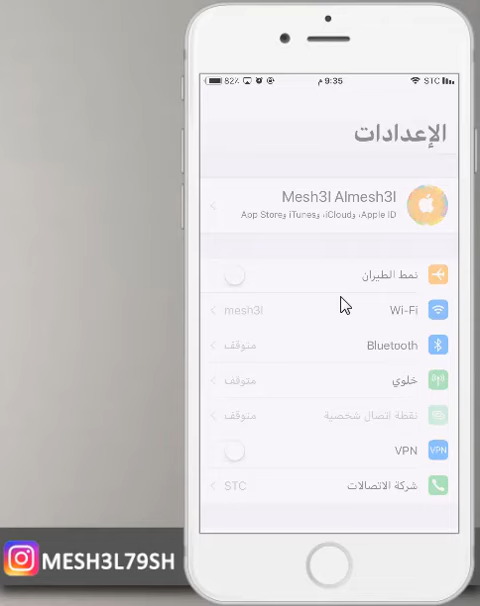 82٪ 9:35 م STC
الإعدادات
Mesh3l Almesh3l
Apple ID، وiCloud، وiTunes وApp Store
نمط الطيران
Wi-Fi mesh3l
Bluetooth متوقف
خلوي متوقف
نقطة اتصال شخصية متوقف
VPN VPN
شركة الاتصالات STC
MESH3L79SH